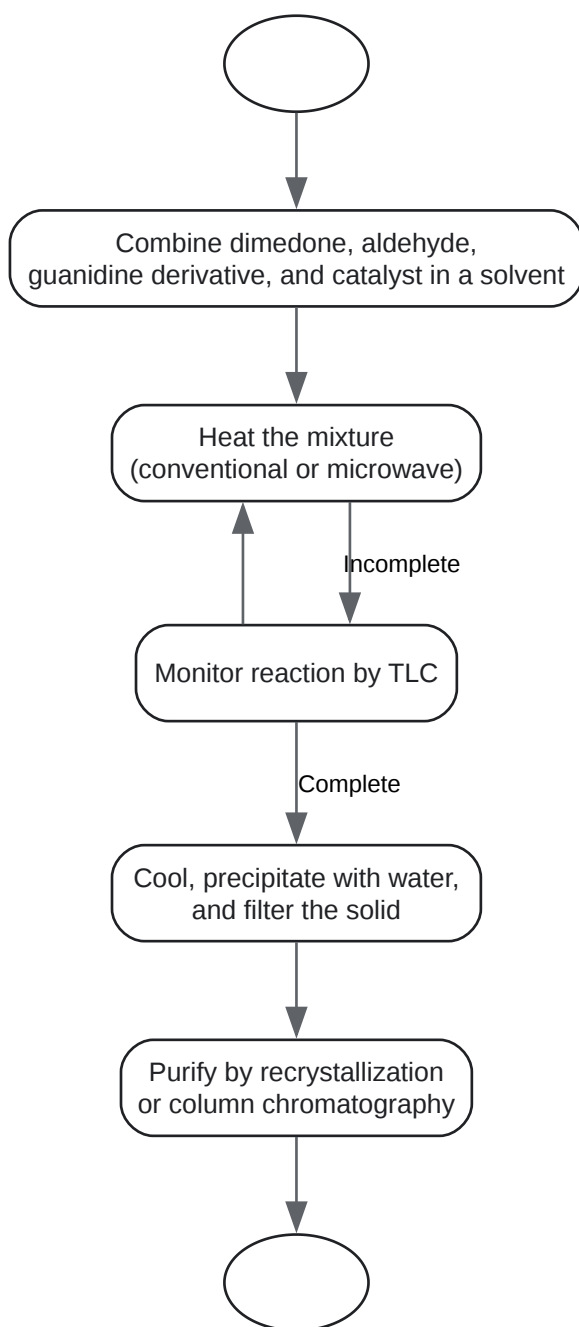 Combine dimedone, aldehyde,
guanidine derivative, and catalyst in a solvent
Heat the mixture
(conventional or microwave)
Incomplete
Monitor reaction by TLC
Complete
Cool, precipitate with water,
and filter the solid
Purify by recrystallization
or column chromatography